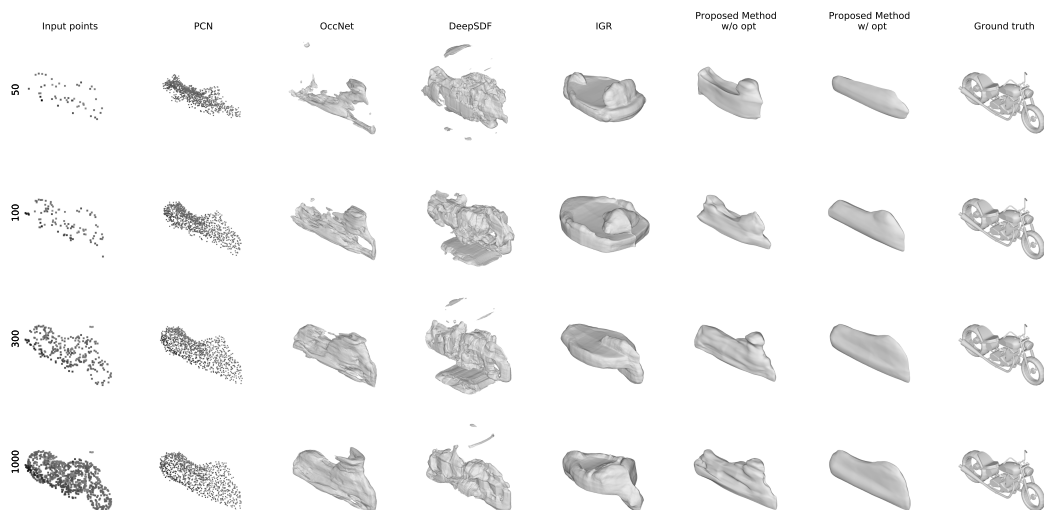 Input points
PCN
OccNet
DeepSDF
IGR
Proposed Method
w/o opt
Proposed Method
w/ opt
Ground truth
50
100
300
1000